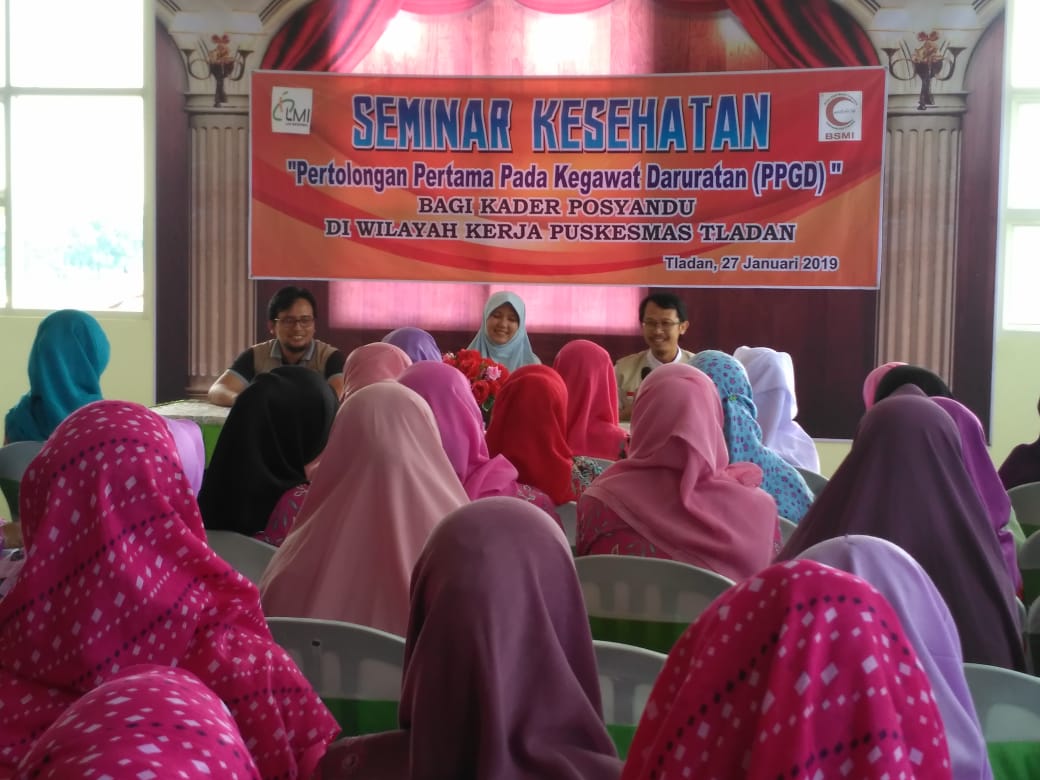 LMI
SEMINAR KESEHATAN
BSMI
"Pertolongan Pertama Pada Kegawat Daruratan (PPGD) "
BAGI KADER POSYANDU
DI WILAYAH KERJA PUSKESMAS TLADAN
Tladan, 27 Januari 2019